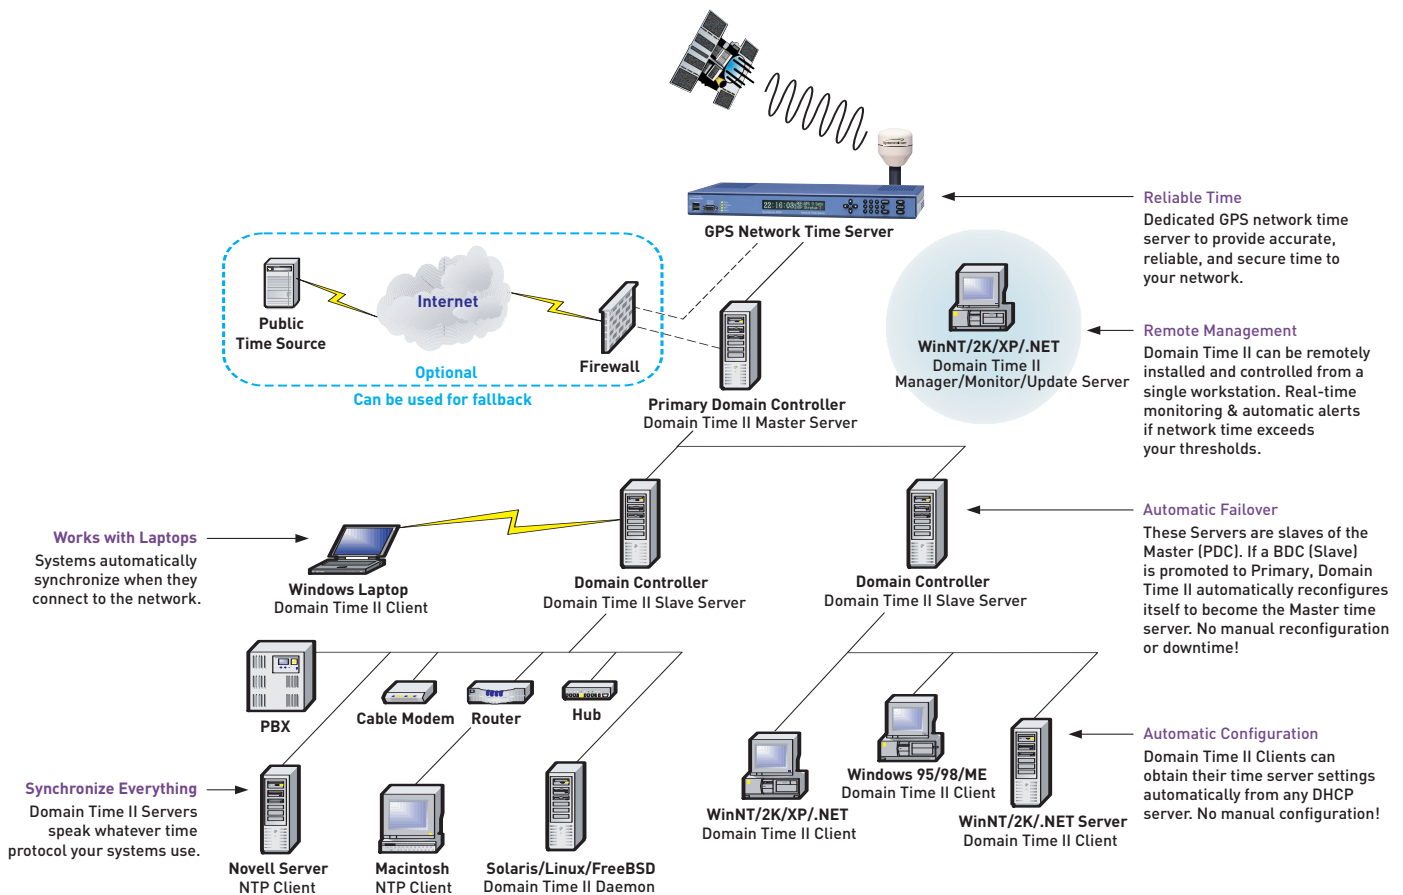 22:16:03
GPS Network Time Server
Reliable Time
Dedicated GPS network time
server to provide accurate,
reliable, and secure time to
your network.
Public
Time Source
Internet
Firewall
Optional
Can be used for fallback
Primary Domain Controller
Domain Time II Master Server
WinNT/2K/XP/.NET
Domain Time II
Manager/Monitor/Update Server
Remote Management
Domain Time II can be remotely
installed and controlled from a
single workstation. Real-time
monitoring & automatic alerts
if network time exceeds
your thresholds.
Works with Laptops
Systems automatically
synchronize when they
connect to the network.
Windows Laptop
Domain Time II Client
Domain Controller
Domain Time II Slave Server
Domain Controller
Domain Time II Slave Server
Automatic Failover
These Servers are slaves of the
Master (PDC). If a BDC (Slave)
is promoted to Primary, Domain
Time II automatically reconfigures
itself to become the Master time
server. No manual reconfiguration
or downtime!
PBX
Cable Modem
Router
Hub
Synchronize Everything
Domain Time II Servers
speak whatever time
protocol your systems use.
Novell Server
NTP Client
Macintosh
NTP Client
Solaris/Linux/FreeBSD
Domain Time II Daemon
WinNT/2K/XP/.NET
Domain Time II Client
Windows 95/98/ME
Domain Time II Client
WinNT/2K/.NET Server
Domain Time II Client
Automatic Configuration
Domain Time II Clients can
obtain their time server settings
automatically from any DHCP
server. No manual configuration!